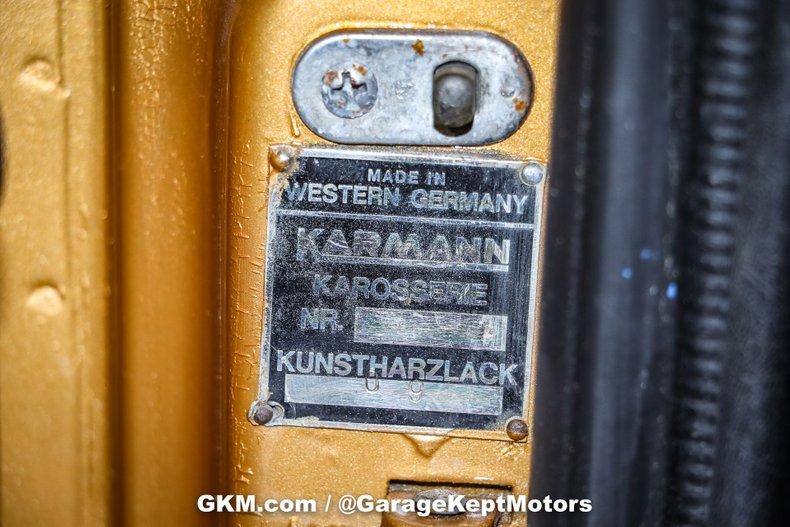 MADE IN
WESTERN GERMANY
KARMANN
KAROSSERIE
NR.
KUNSTHARZLACK
GKM.com / @GarageKeptMotors